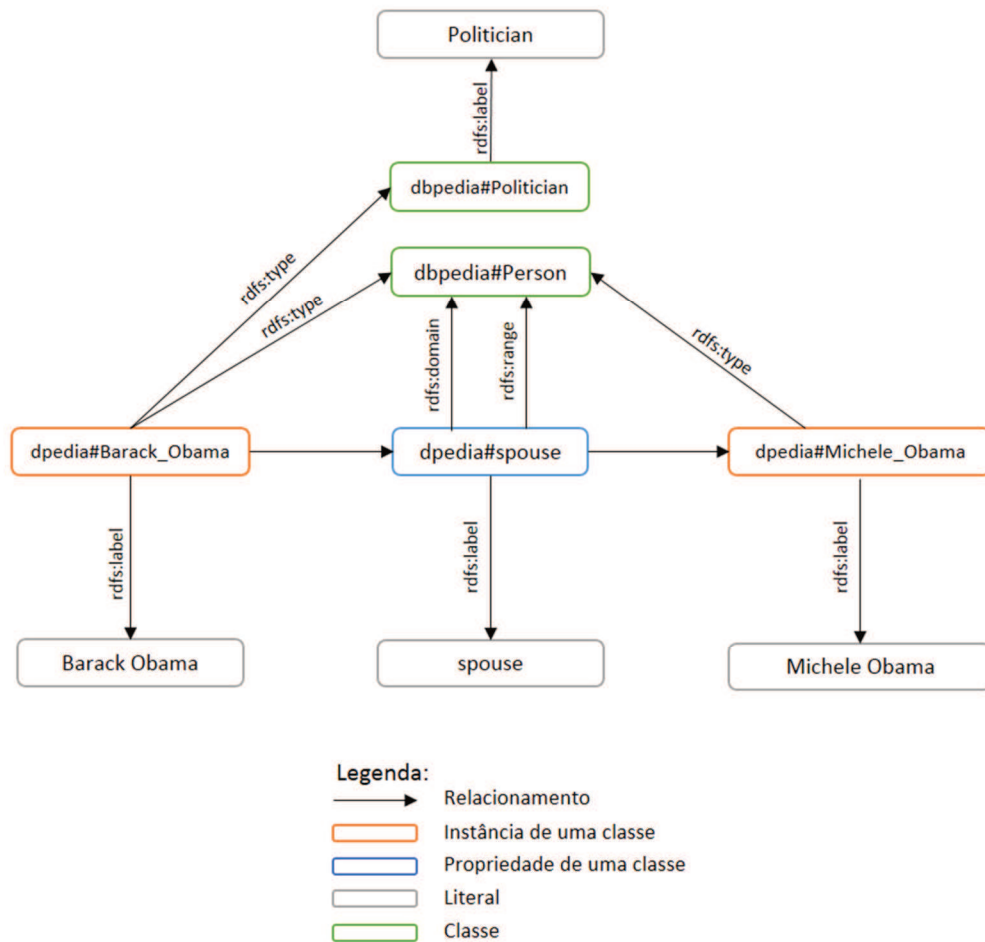 Politician
rdfs:label
dbpedia#Politician
rdfs:type
dbpedia#Person
rdfs:type
rdfs:domain
rdfs:range
rdfs:type
dpedia#Barack_Obama
dpedia#spouse
dpedia#Michele_Obama
rdfs:label
rdfs:label
rdfs:label
Barack Obama
spouse
Michele Obama
Legenda:
Relacionamento
Instância de uma classe
Propriedade de uma classe
Literal
Classe